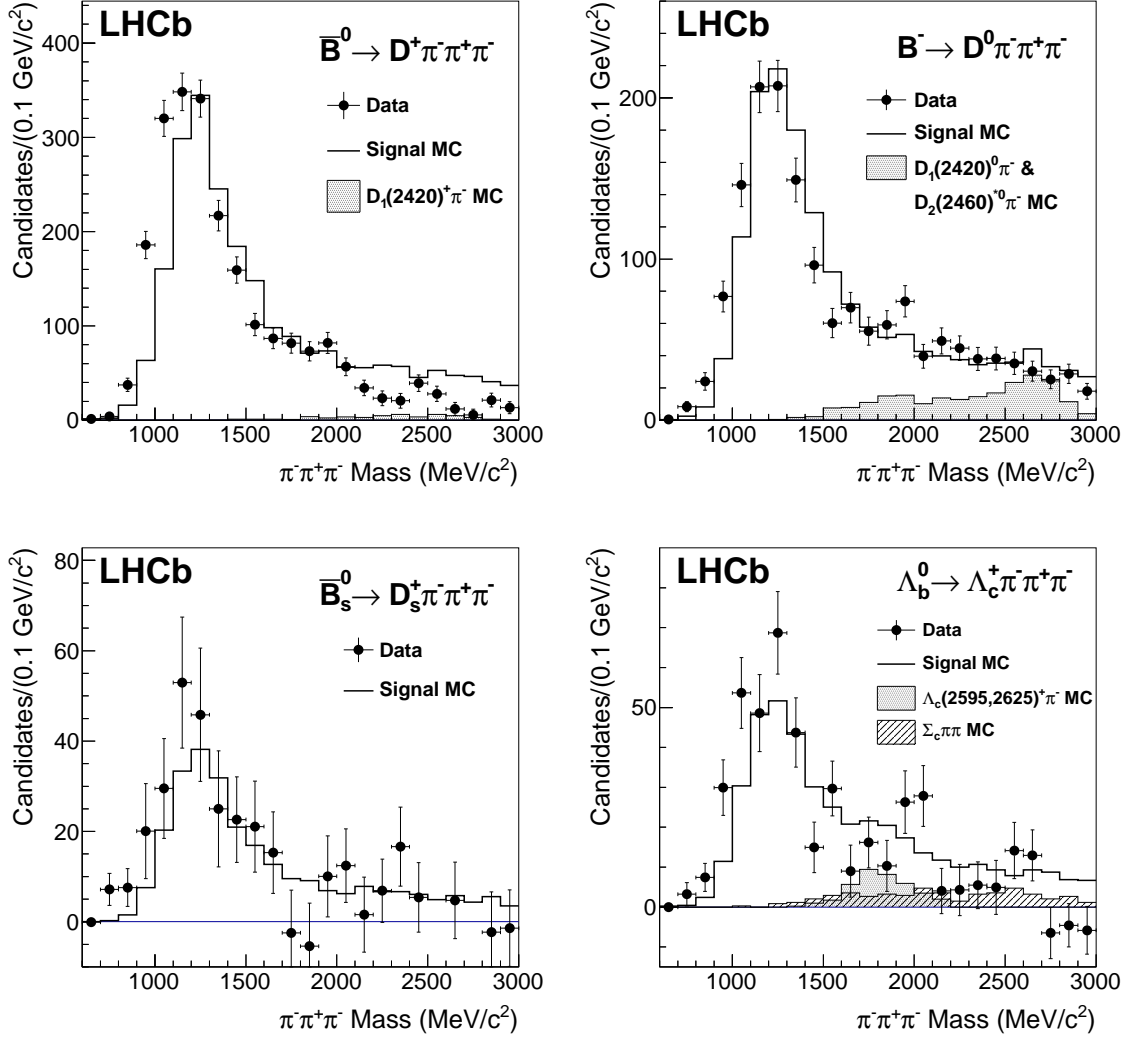 LHCb
B̅⁰ → D⁺π⁻π⁺π⁻
Data
Signal MC
D₁(2420)⁺π⁻ MC
Candidates/(0.1 GeV/c²)
400
300
200
100
0
1000 1500 2000 2500 3000
π⁻π⁺π⁻ Mass (MeV/c²)
LHCb
B⁻ → D⁰π⁻π⁺π⁻
Data
Signal MC
D₁(2420)⁰π⁻ &
D₂(2460)*⁰π⁻ MC
Candidates/(0.1 GeV/c²)
200
100
0
1000 1500 2000 2500 3000
π⁻π⁺π⁻ Mass (MeV/c²)
LHCb
B̅ₛ⁰ → Dₛ⁺π⁻π⁺π⁻
Data
Signal MC
Candidates/(0.1 GeV/c²)
80
60
40
20
0
1000 1500 2000 2500 3000
π⁻π⁺π⁻ Mass (MeV/c²)
LHCb
Λ_b⁰ → Λ_c⁺π⁻π⁺π⁻
Data
Signal MC
Λ_c(2595,2625)⁺π⁻ MC
Σ_cππ MC
Candidates/(0.1 GeV/c²)
50
0
1000 1500 2000 2500 3000
π⁻π⁺π⁻ Mass (MeV/c²)